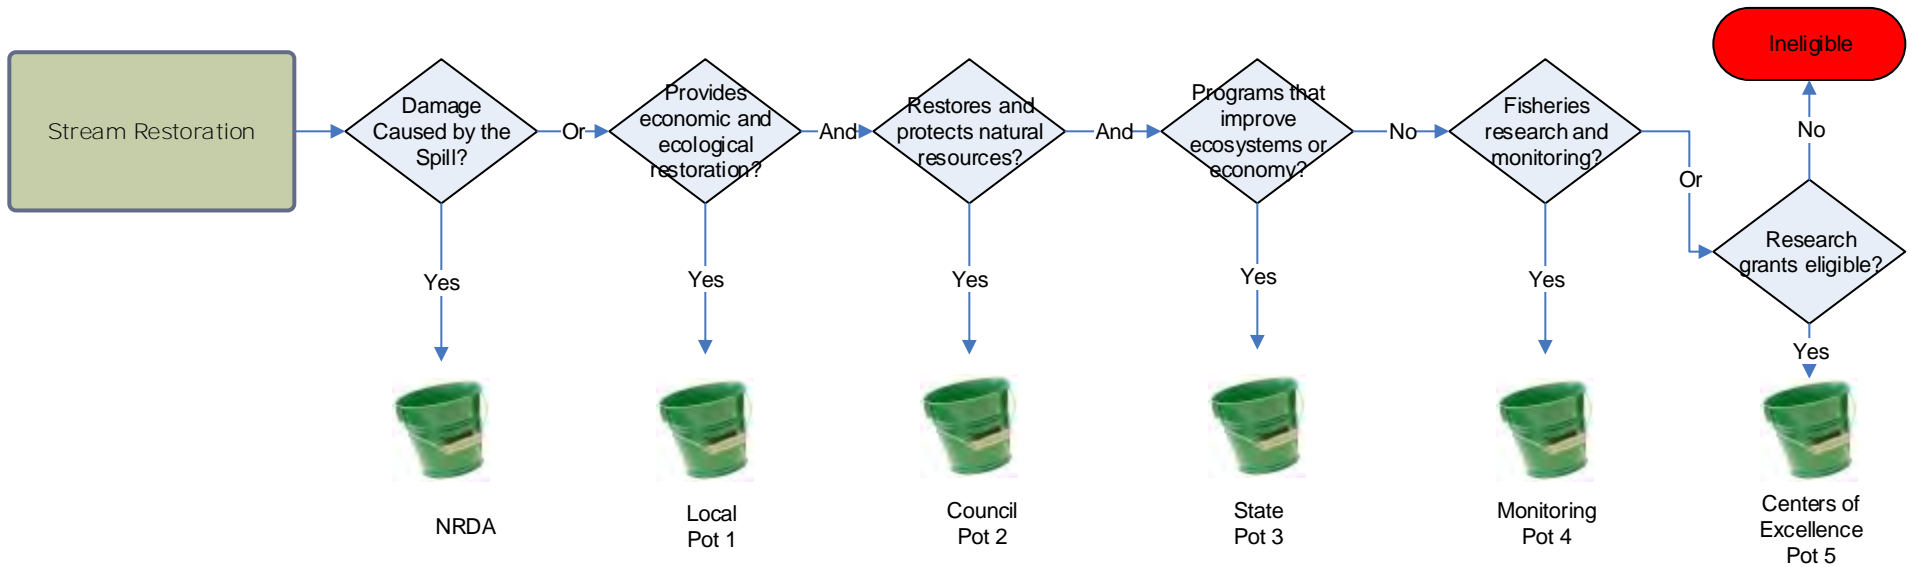 Stream Restoration
Damage
Caused by the
Spill?
Or
Provides
economic and
ecological
restoration?
And
Restores and
protects natural
resources?
And
Programs that
improve
ecosystems or
economy?
No
Fisheries
research and
monitoring?
Or
Ineligible
No
Research
grants eligible?
Yes
Yes
Yes
Yes
Yes
Yes
NRDA
Local
Pot 1
Council
Pot 2
State
Pot 3
Monitoring
Pot 4
Centers of
Excellence
Pot 5